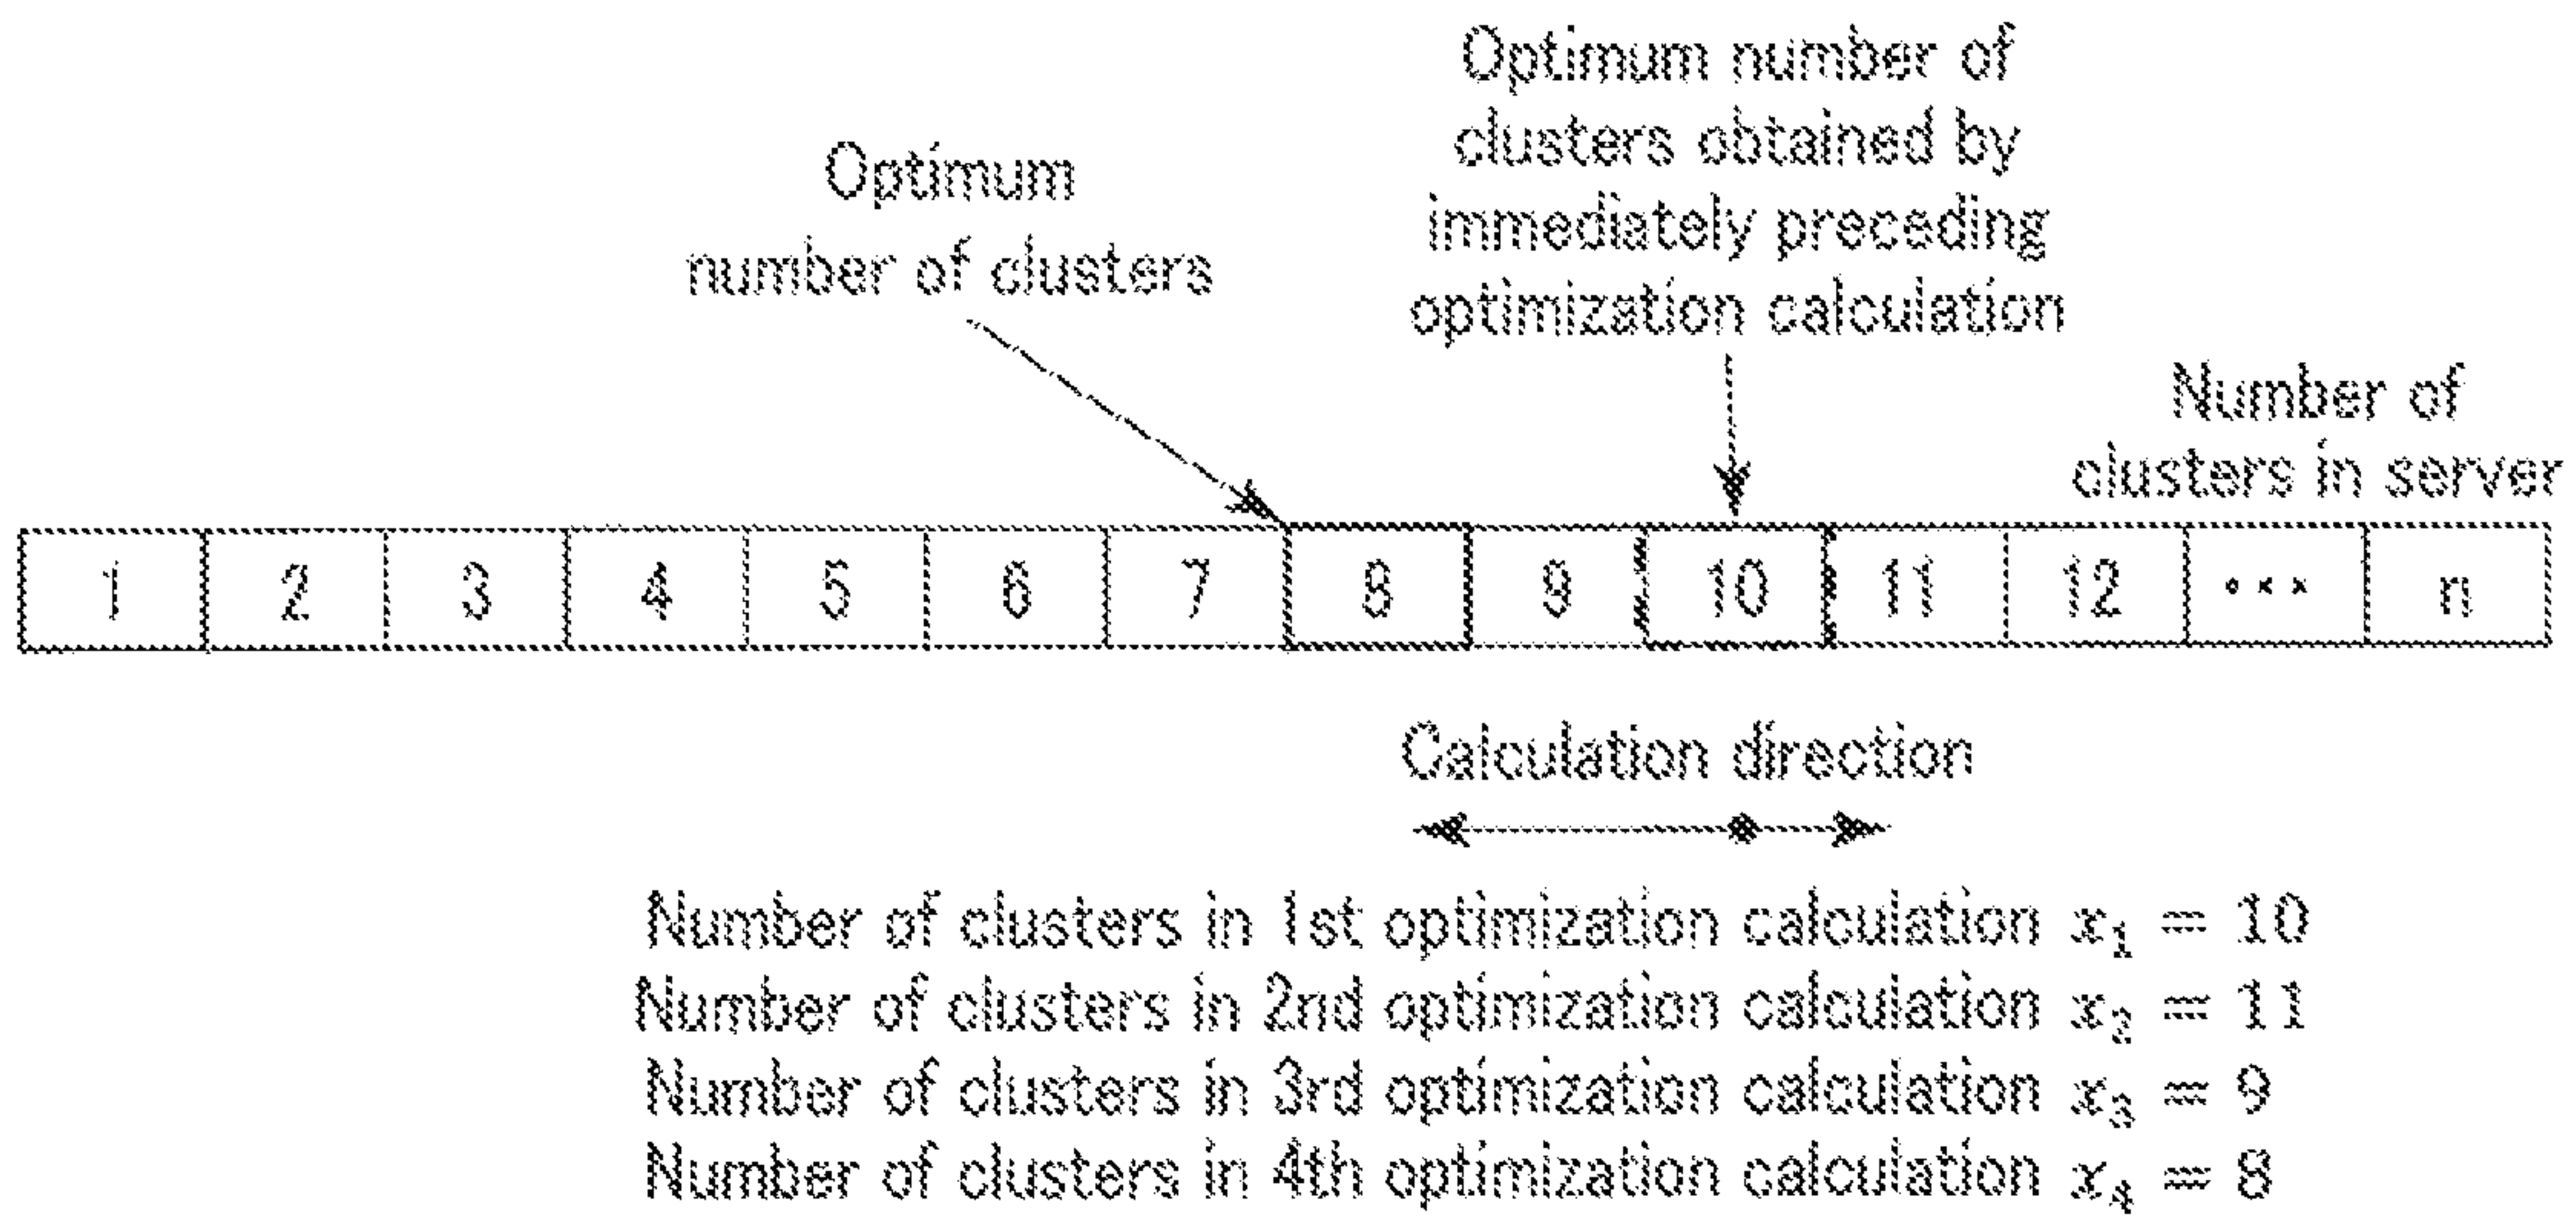 Optimum number of
clusters obtained by
immediately preceding
optimization calculation
Optimum
number of clusters
Number of
clusters in server
1 2 3 4 5 6 7 8 9 10 11 12 ... n
Calculation direction
Number of clusters in 1st optimization calculation x₁ = 10
Number of clusters in 2nd optimization calculation x₂ = 11
Number of clusters in 3rd optimization calculation x₃ = 9
Number of clusters in 4th optimization calculation x₄ = 8